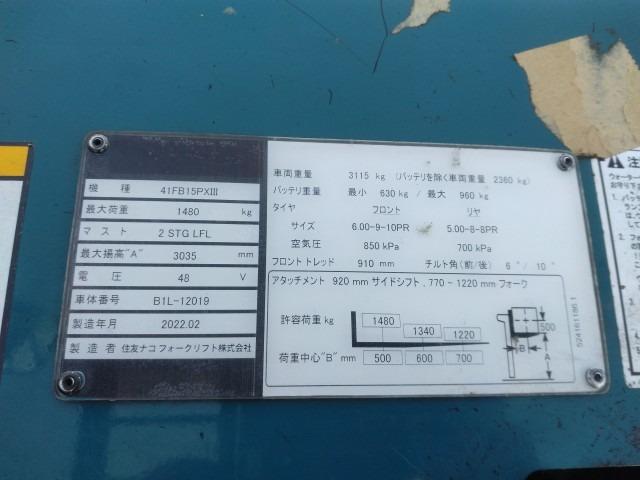 機種 41FB15PXⅢ
最大荷重 1480 kg
マスト 2 STG LFL
最大揚高"A" 3035 mm
電圧 48 V
車体番号 B1L-12019
製造年月 2022.02
製造者 住友ナコ フォークリフト株式会社
車両重量 3115 kg (バッテリを除く車両重量 2360 kg)
バッテリ重量 最小 630 kg / 最大 960 kg
タイヤ フロント リヤ
サイズ 6.00-9-10PR 5.00-8-8PR
空気圧 850 kPa 700 kPa
フロントトレッド 910 mm チルト角(前/後) 6°/ 10°
アタッチメント 920 mm サイドシフト, 770 - 1220 mm フォーク
許容荷重 kg 1480 1340 1220
荷重中心"B" mm 500 600 700
500
B
A
524161186.1
注